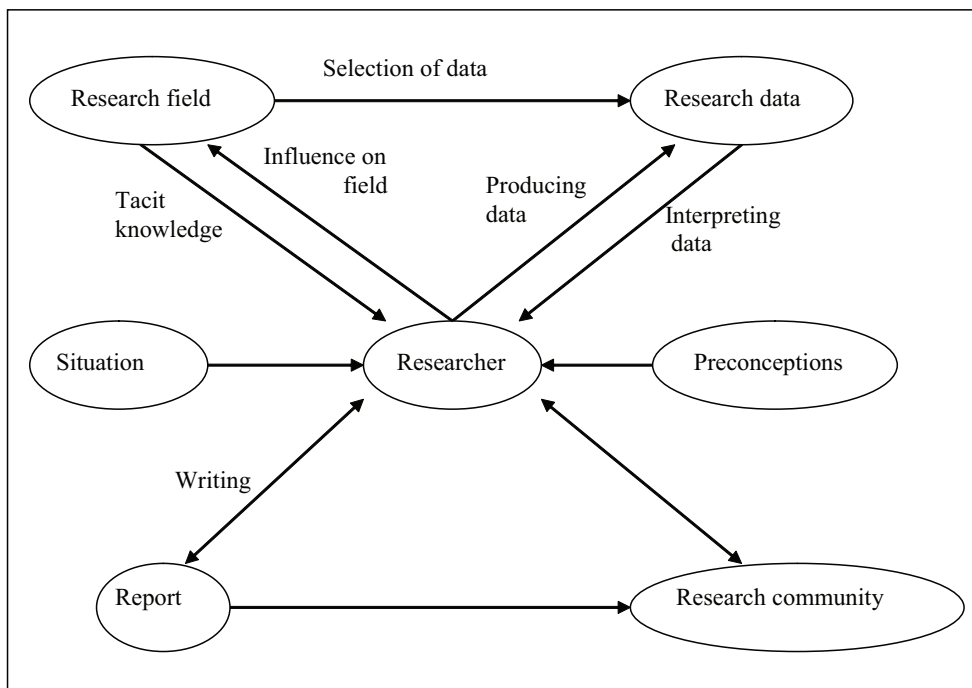 Selection of data
Research field
Research data
Influence on
field
Producing
data
Tacit
knowledge
Interpreting
data
Situation
Researcher
Preconceptions
Writing
Report
Research community